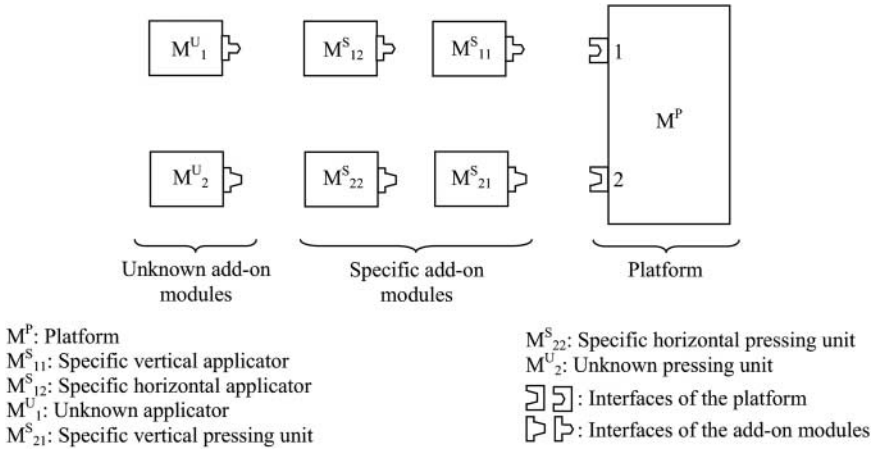 M^U_1 M^S_12 M^S_11 1
M^P
M^U_2 M^S_22 M^S_21 2
Unknown add-on modules
Specific add-on modules
Platform
M^P: Platform
M^S_11: Specific vertical applicator
M^S_12: Specific horizontal applicator
M^U_1: Unknown applicator
M^S_21: Specific vertical pressing unit
M^S_22: Specific horizontal pressing unit
M^U_2: Unknown pressing unit
: Interfaces of the platform
: Interfaces of the add-on modules